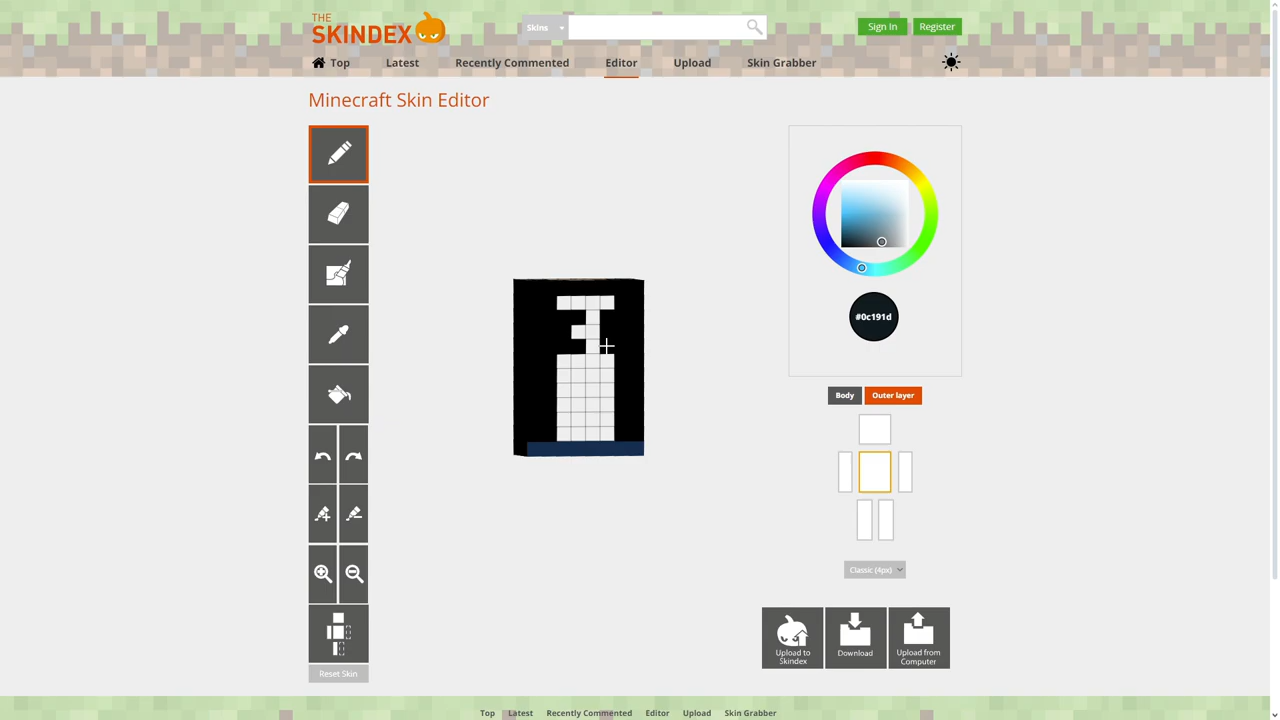 THE
SKINDEX
Skins
Sign In
Register
Top
Latest
Recently Commented
Editor
Upload
Skin Grabber
Minecraft Skin Editor
#0c191d
Body
Outer layer
Classic (4px)
Upload to
Skindex
Download
Upload from
Computer
Reset Skin
Top
Latest
Recently Commented
Editor
Upload
Skin Grabber